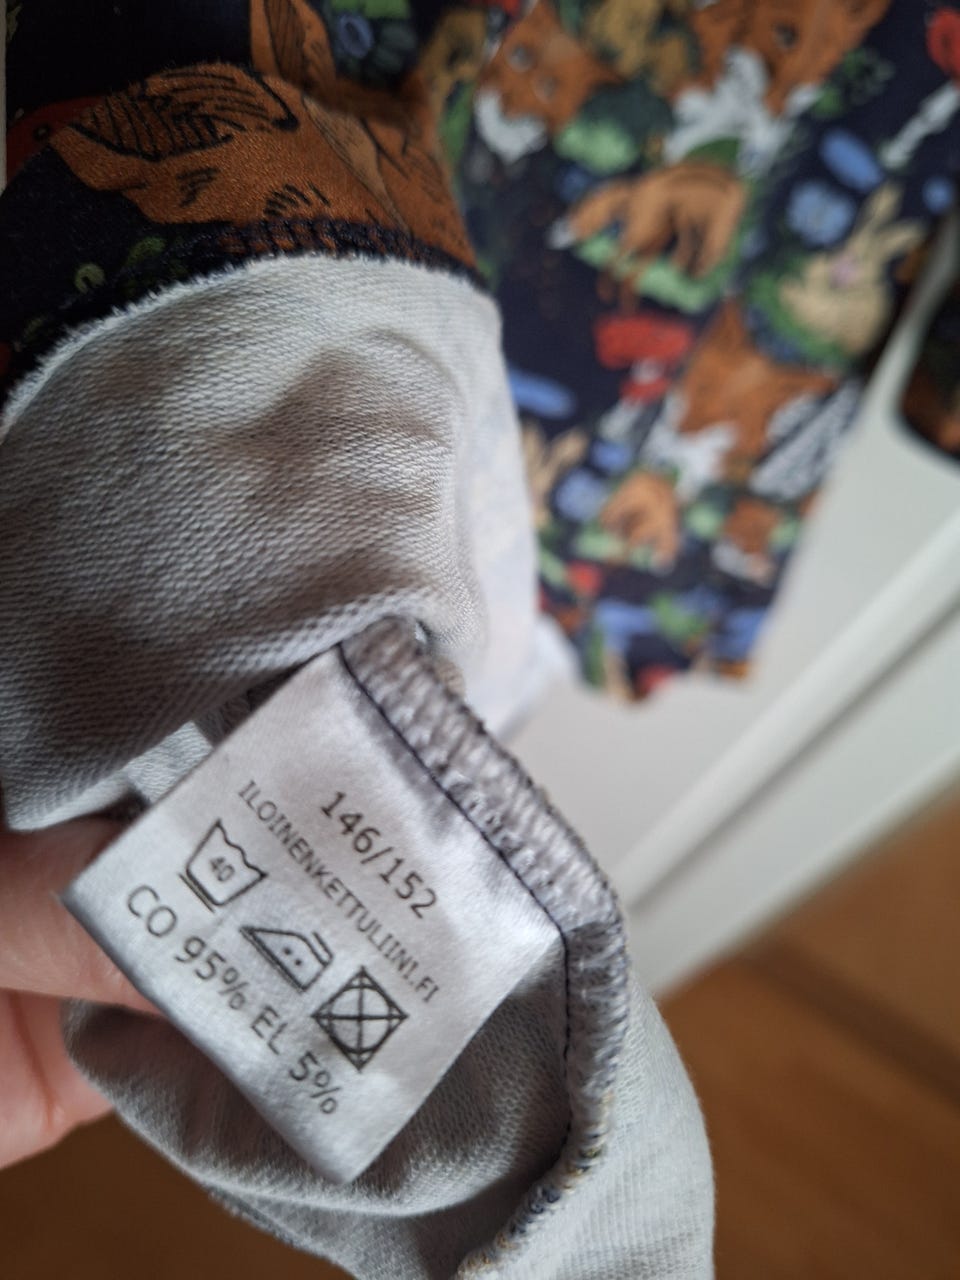 146/152
ILOINENKETTULIINI.FI
40
CO 95% EL 5%